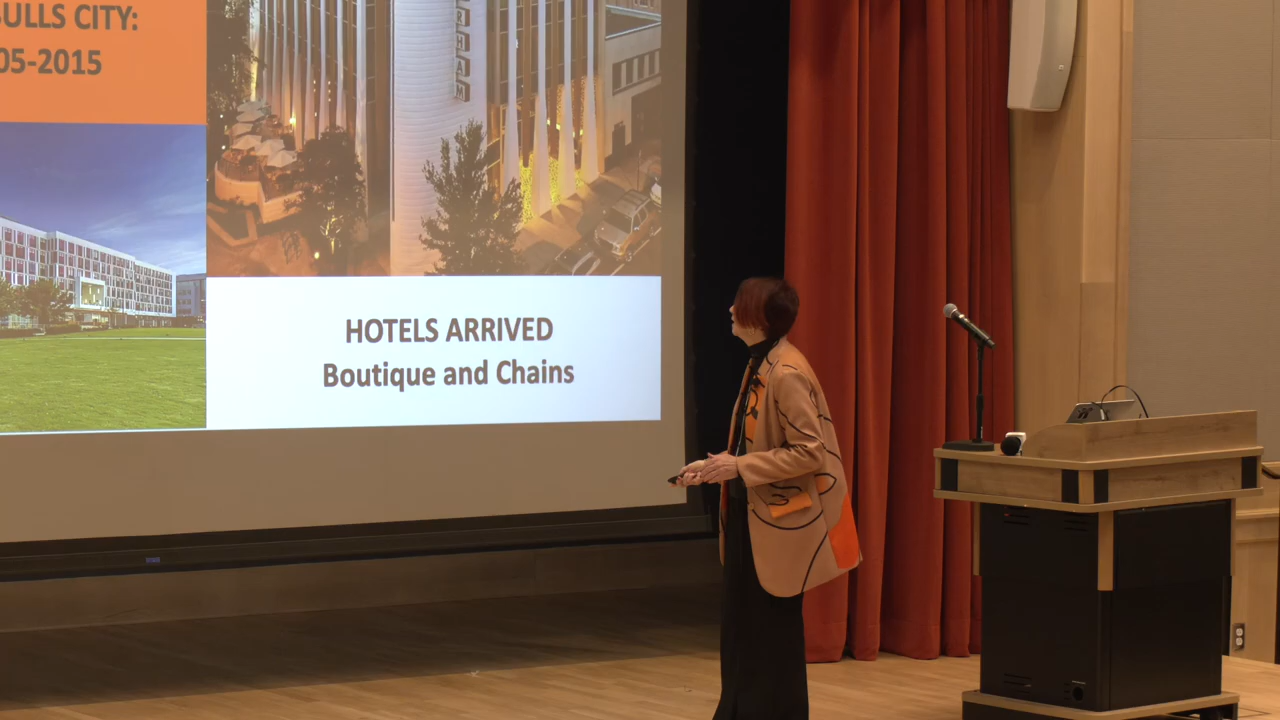 BULLS CITY:
05-2015
RHAM
HOTELS ARRIVED
Boutique and Chains